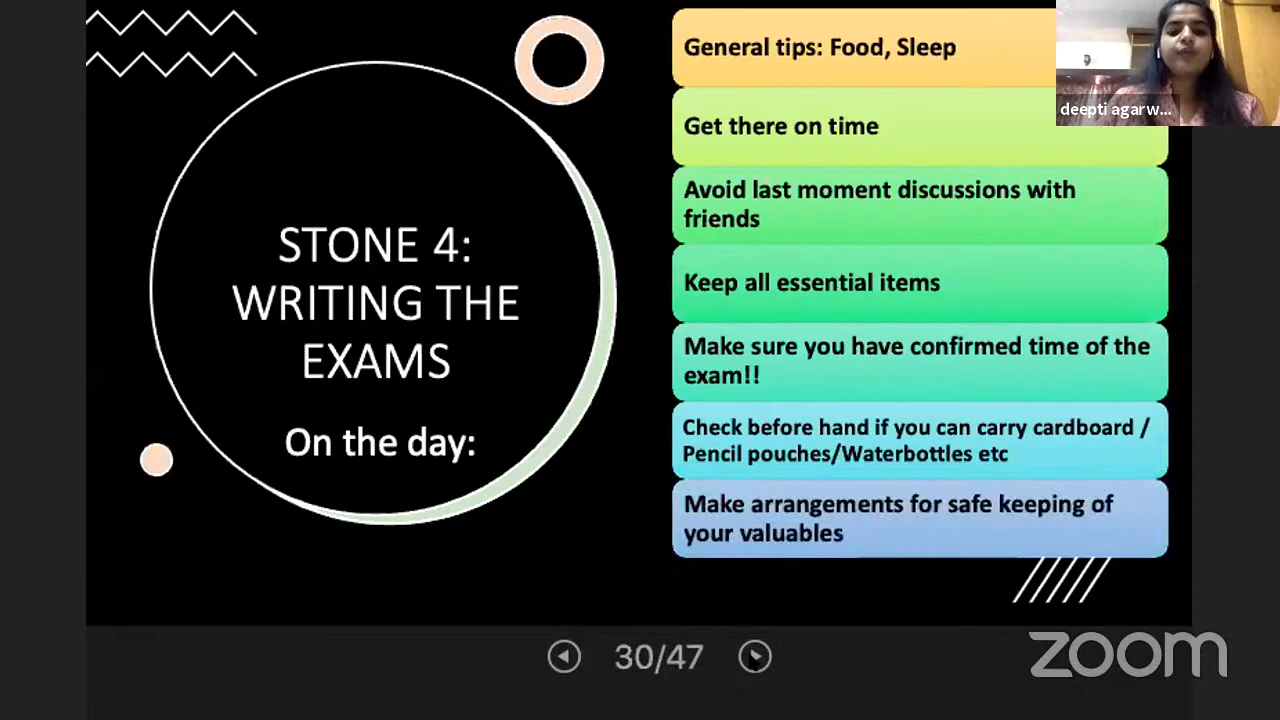 STONE 4:
WRITING THE
EXAMS
On the day:
General tips: Food, Sleep
Get there on time
Avoid last moment discussions with
friends
Keep all essential items
Make sure you have confirmed time of the
exam!!
Check before hand if you can carry cardboard /
Pencil pouches/Waterbottles etc
Make arrangements for safe keeping of
your valuables
deepti agarw...
30/47
zoom